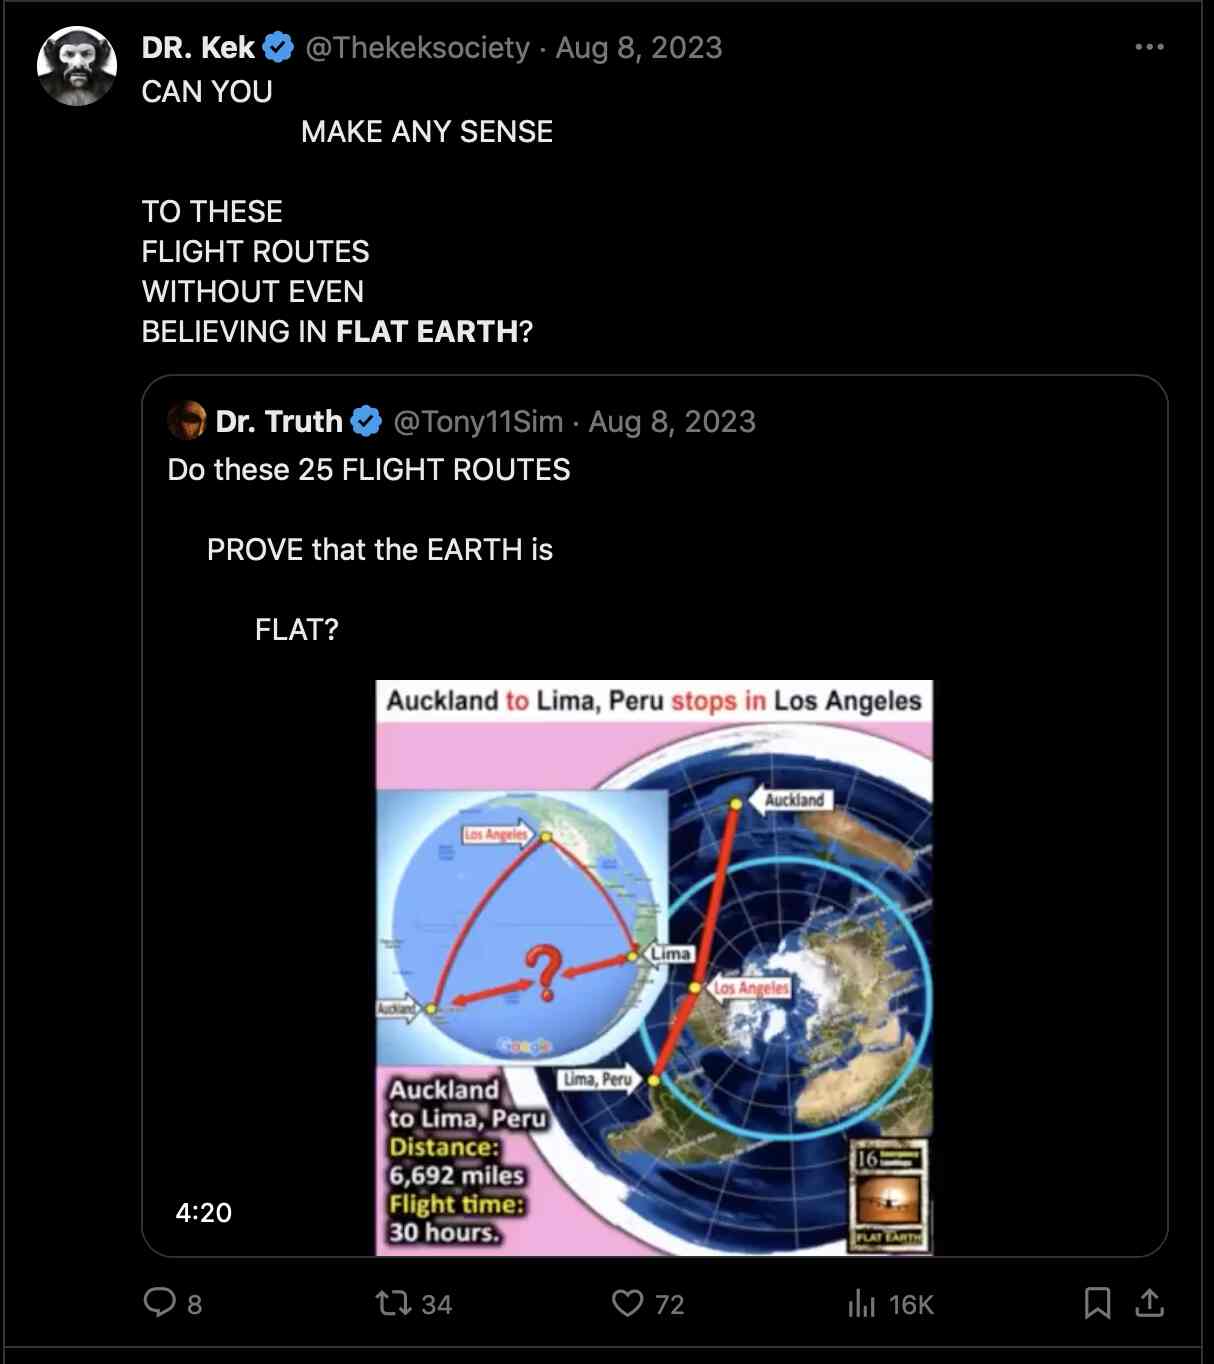 DR. Kek @Thekeksociety · Aug 8, 2023
CAN YOU
MAKE ANY SENSE
TO THESE
FLIGHT ROUTES
WITHOUT EVEN
BELIEVING IN FLAT EARTH?
Dr. Truth @Tony11Sim · Aug 8, 2023
Do these 25 FLIGHT ROUTES
PROVE that the EARTH is
FLAT?
Auckland to Lima, Peru stops in Los Angeles
Auckland
Los Angeles
Lima
?
Los Angeles
Auckland
Google
Lima, Peru
Auckland
to Lima, Peru
Distance:
6,692 miles
Flight time:
30 hours.
16 Emergency
Landings
FLAT EARTH
4:20
8
34
72
16K